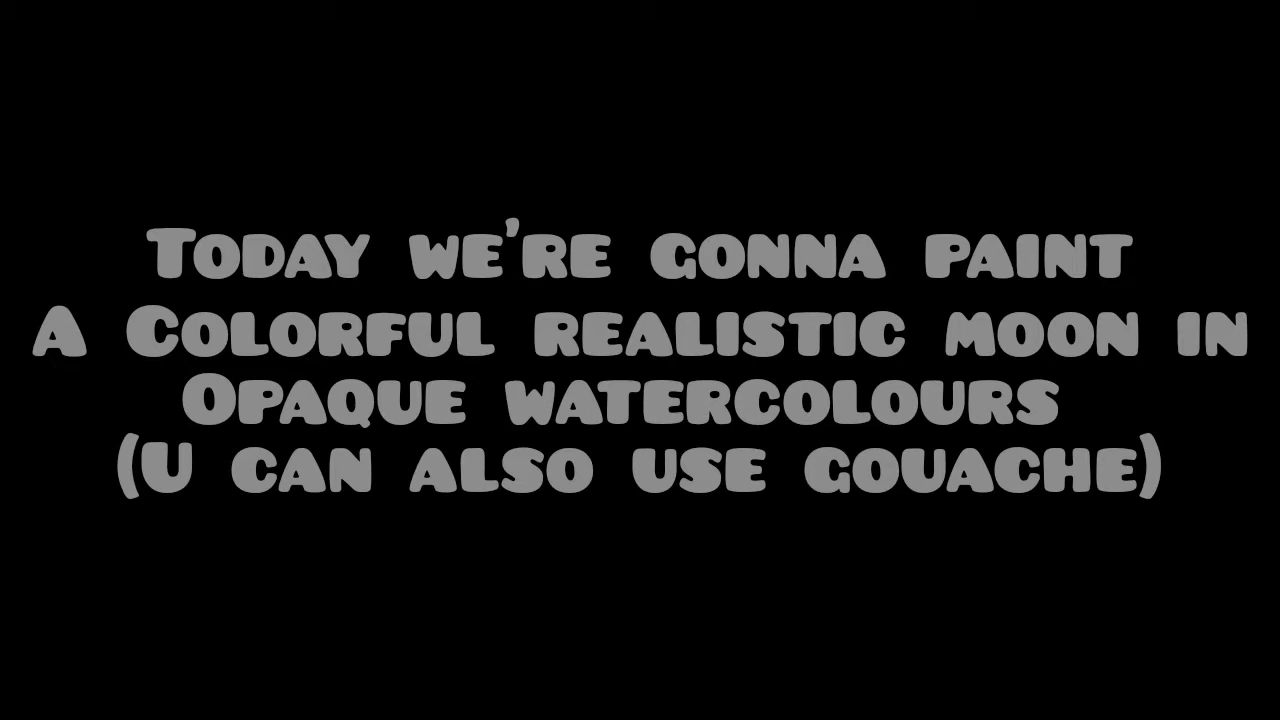 Today we're gonna paint
a Colorful realistic moon in
Opaque watercolours
(U can also use gouache)